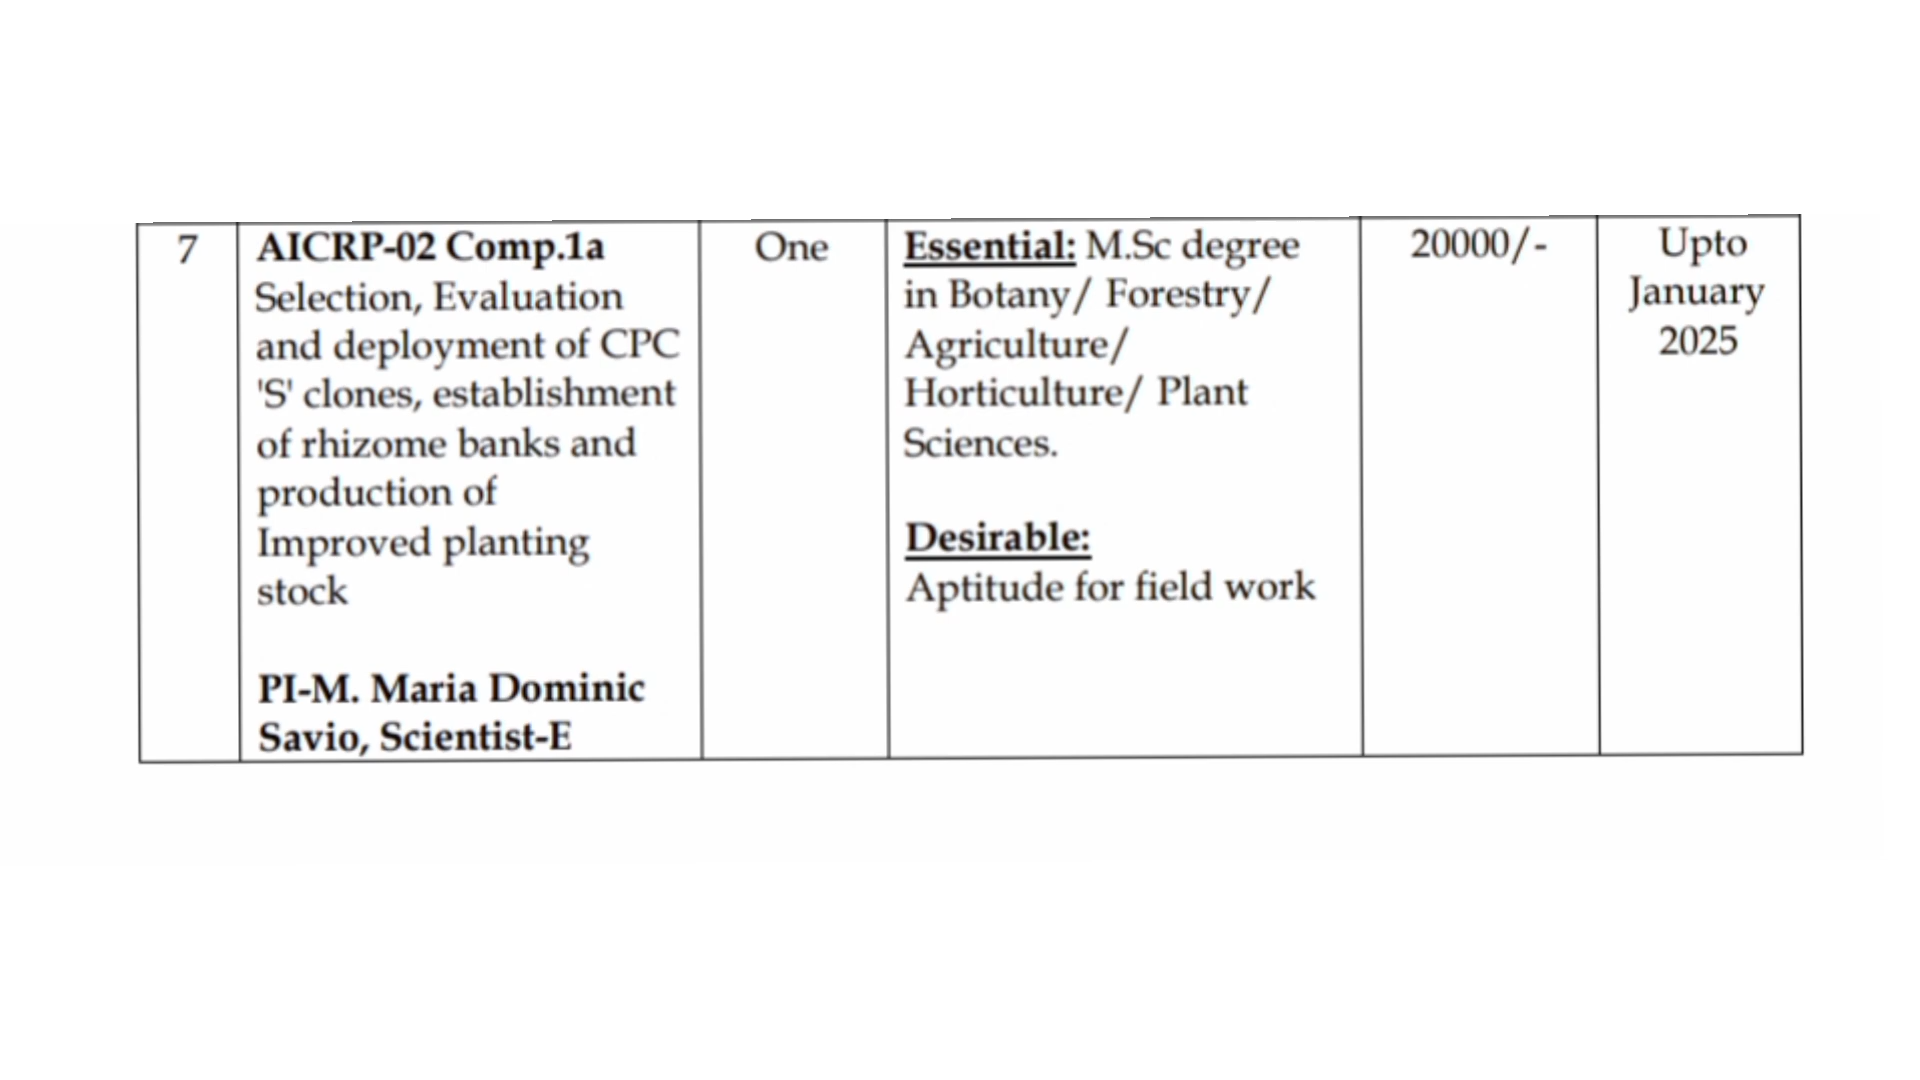 7
AICRP-02 Comp.1a
Selection, Evaluation
and deployment of CPC
'S' clones, establishment
of rhizome banks and
production of
Improved planting
stock
PI-M. Maria Dominic
Savio, Scientist-E
One
Essential: M.Sc degree
in Botany/ Forestry/
Agriculture/
Horticulture/ Plant
Sciences.
Desirable:
Aptitude for field work
20000/-
Upto
January
2025